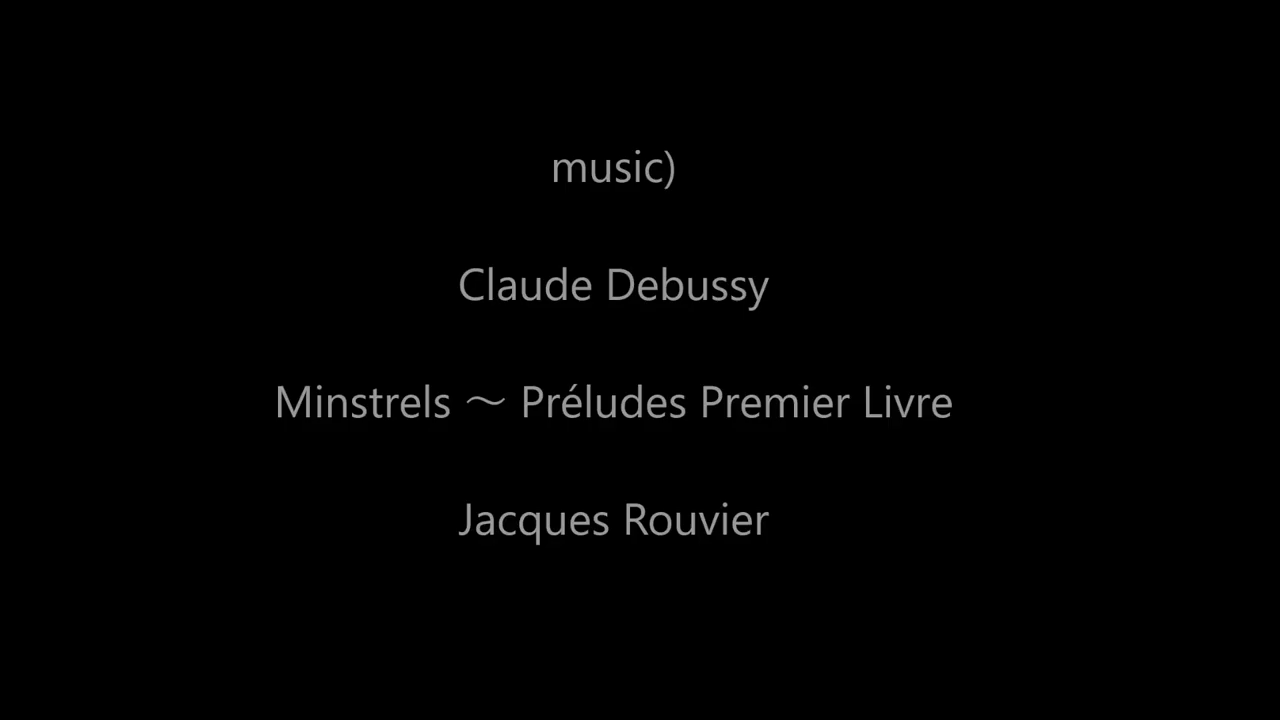 music)
Claude Debussy
Minstrels ～ Préludes Premier Livre
Jacques Rouvier